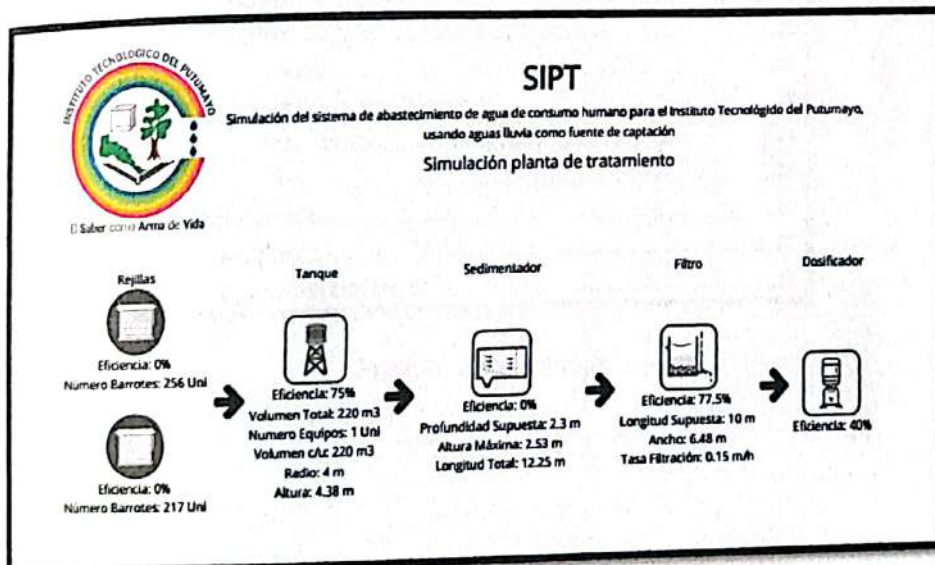 INSTITUTO TECNOLOGICO DEL PUTUMAYO
El Saber como Arma de Vida
SIPT
Simulación del sistema de abastecimiento de agua de consumo humano para el Instituto Tecnológido del Putumayo,
usando aguas lluvia como fuente de captación
Simulación planta de tratamiento
Rejillas
Eficiencia: 0%
Número Barrotes: 256 Uni
Eficiencia: 0%
Número Barrotes: 217 Uni
Tanque
Eficiencia: 75%
Volumen Total: 220 m3
Numero Equipos: 1 Uni
Volumen c/u: 220 m3
Radio: 4 m
Altura: 4.38 m
Sedimentador
Eficiencia: 0%
Profundidad Supuesta: 2.3 m
Altura Máxima: 2.53 m
Longitud Total: 12.25 m
Filtro
Eficiencia: 77.5%
Longitud Supuesta: 10 m
Ancho: 6.48 m
Tasa Filtración: 0.15 m/h
Dosificador
Eficiencia: 40%